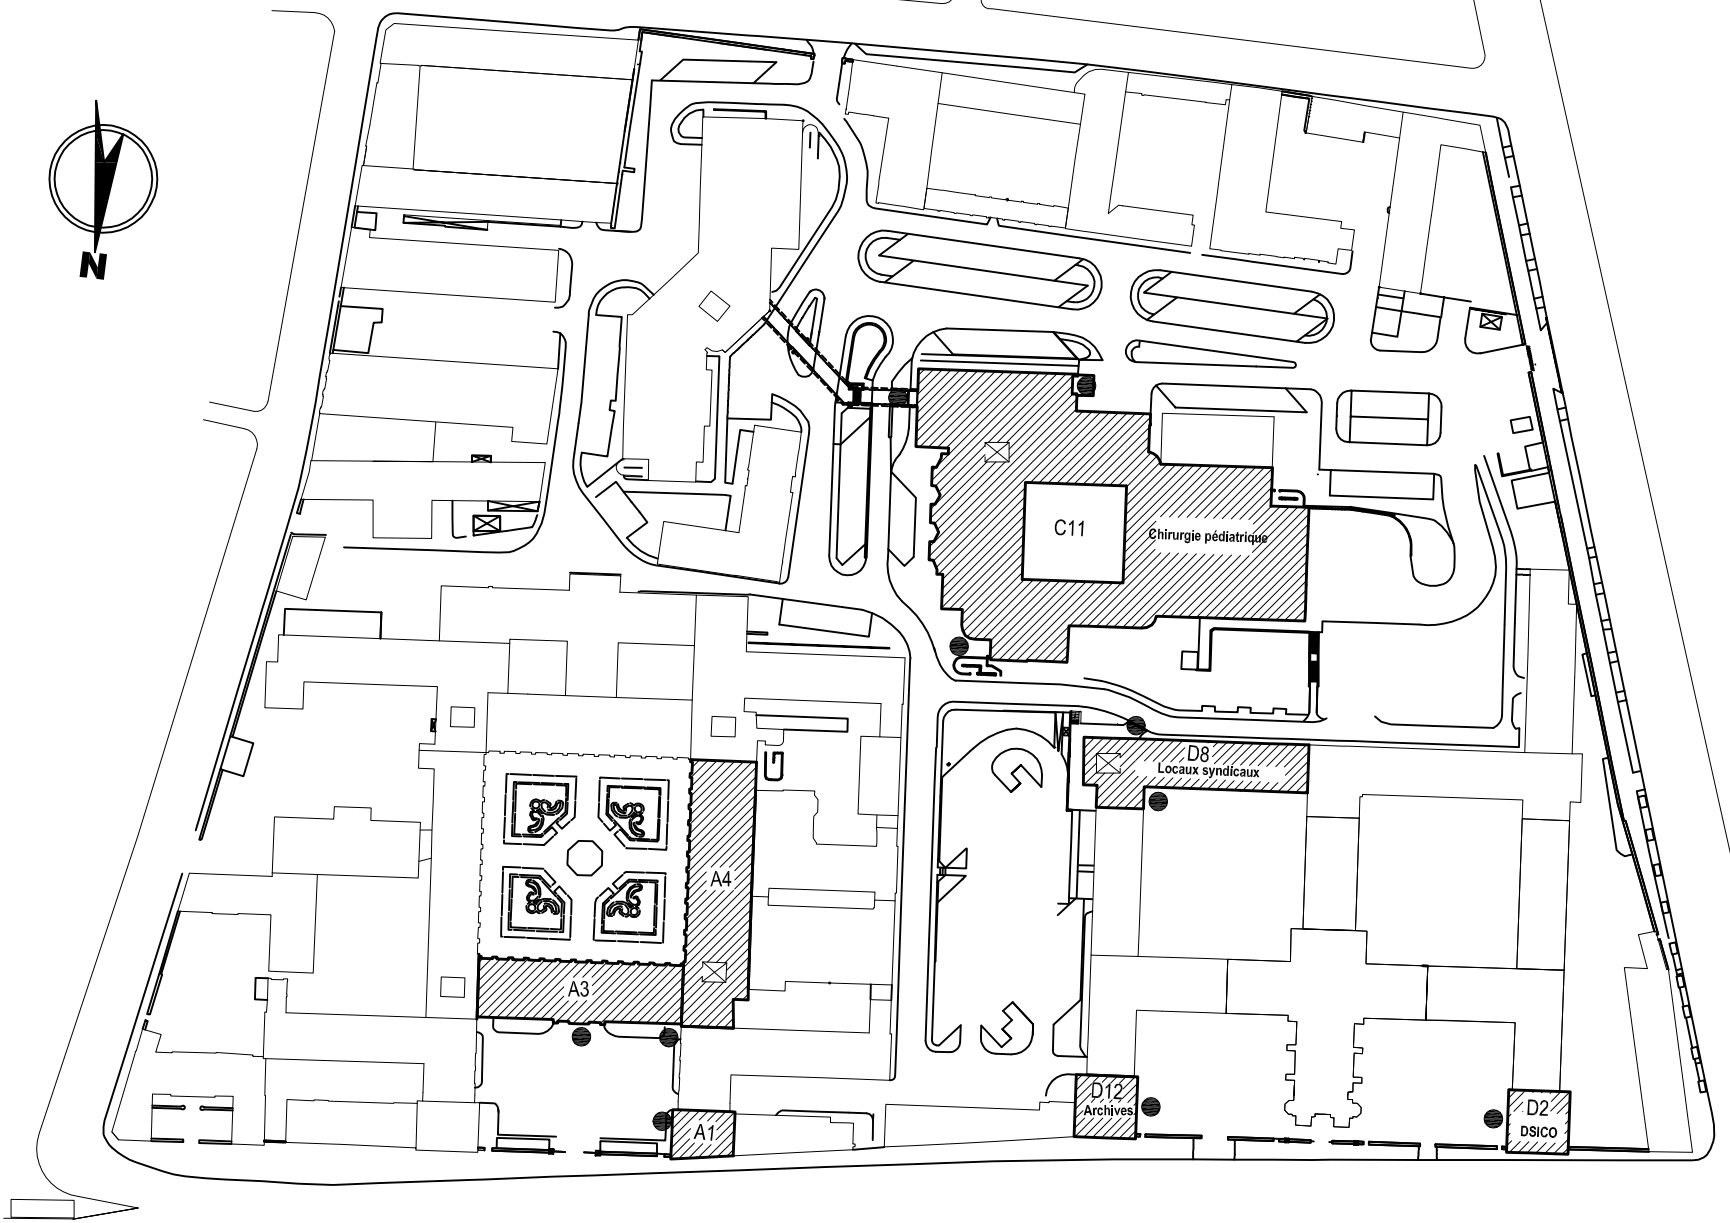 N
C11
Chirurgie pédiatrique
D8
Locaux syndicaux
A4
A3
D12
Archives
A1
D2
DSICO